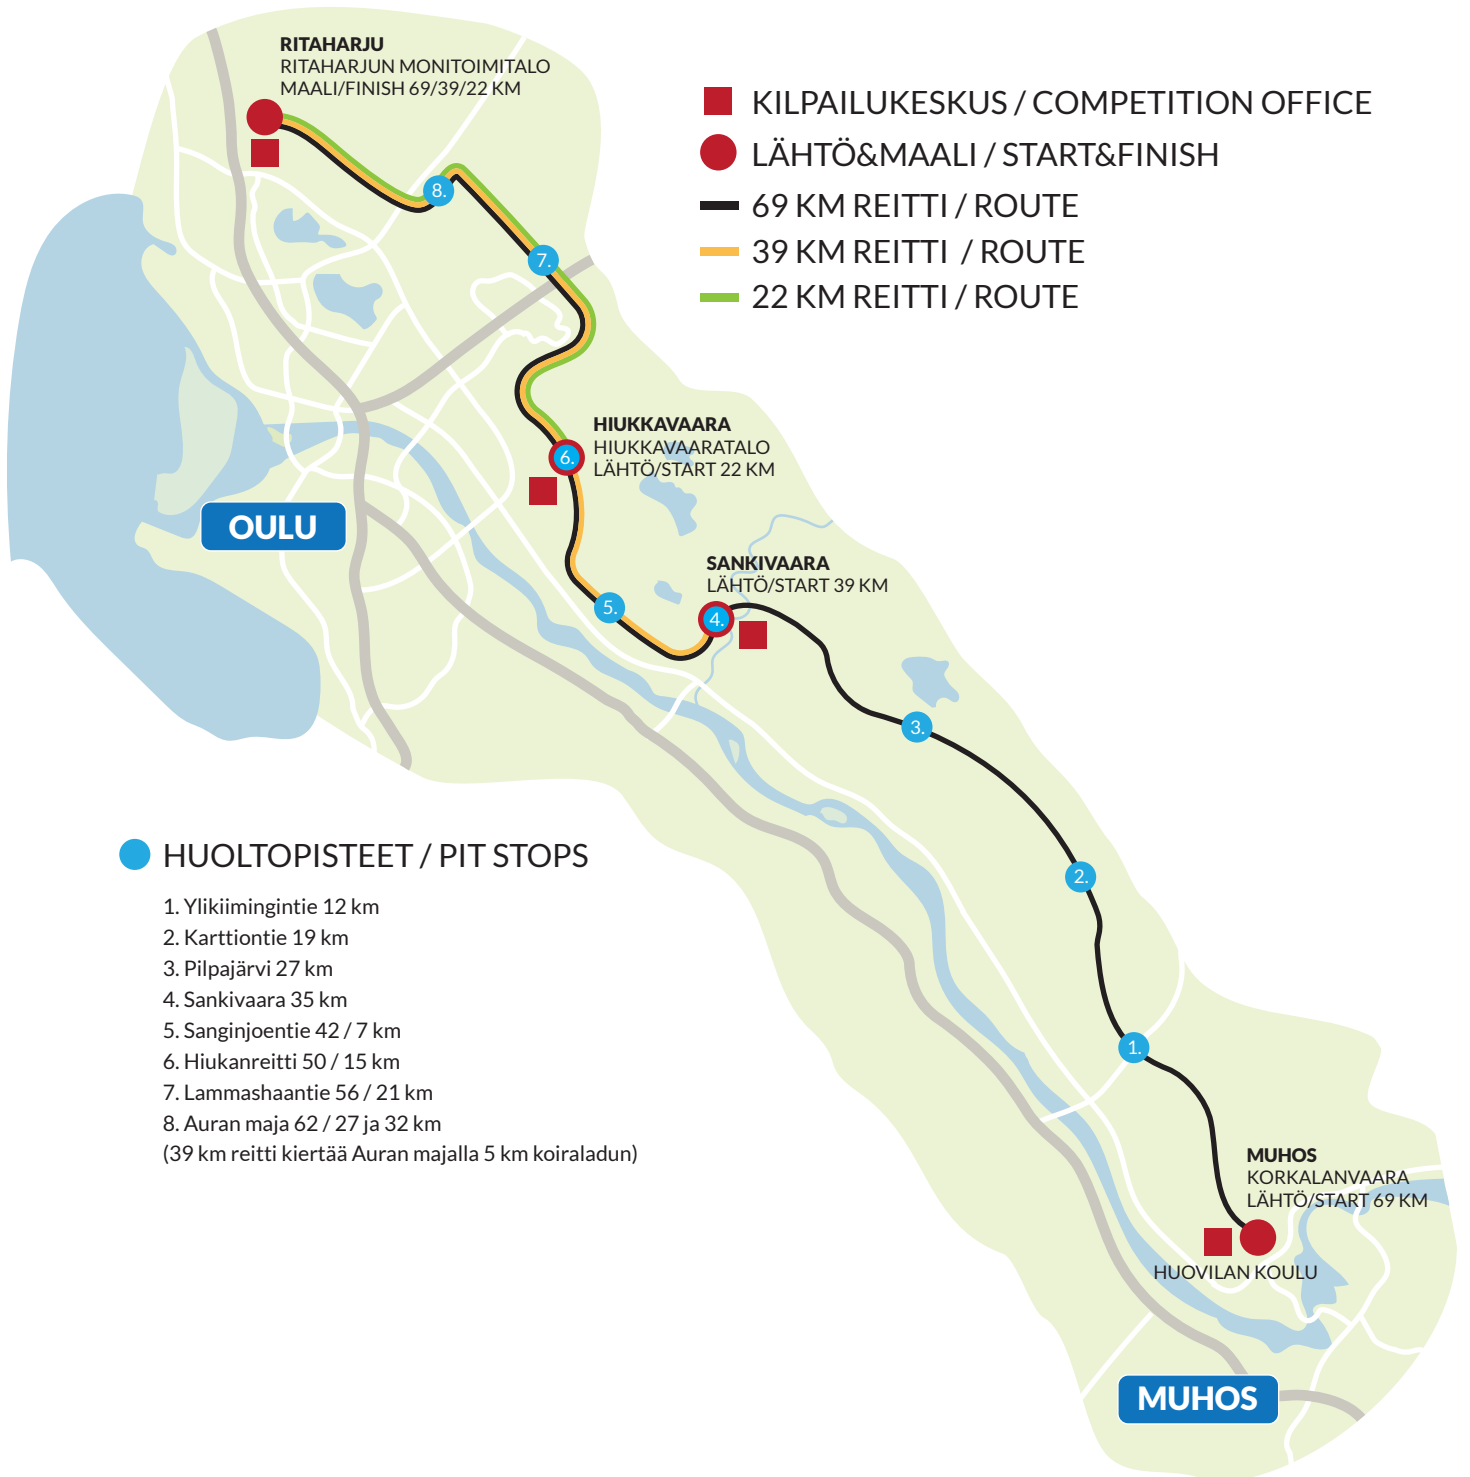 RITAHARJU
RITAHARJUN MONITOIMITALO
MAALI/FINISH 69/39/22 KM
KILPAILUKESKUS / COMPETITION OFFICE
LÄHTÖ&MAALI / START&FINISH
69 KM REITTI / ROUTE
39 KM REITTI / ROUTE
22 KM REITTI / ROUTE
8.
7.
HIUKKAVAARA
HIUKKAVAARATALO
LÄHTÖ/START 22 KM
6.
OULU
SANKIVAARA
LÄHTÖ/START 39 KM
5.
4.
3.
2.
1.
HUOLTOPISTEET / PIT STOPS
1. Ylikiimingintie 12 km
2. Karttiontie 19 km
3. Pilpajärvi 27 km
4. Sankivaara 35 km
5. Sanginjoentie 42 / 7 km
6. Hiukanreitti 50 / 15 km
7. Lammashaantie 56 / 21 km
8. Auran maja 62 / 27 ja 32 km
(39 km reitti kiertää Auran majalla 5 km koiraladun)
MUHOS
KORKALANVAARA
LÄHTÖ/START 69 KM
HUOVILAN KOULU
MUHOS